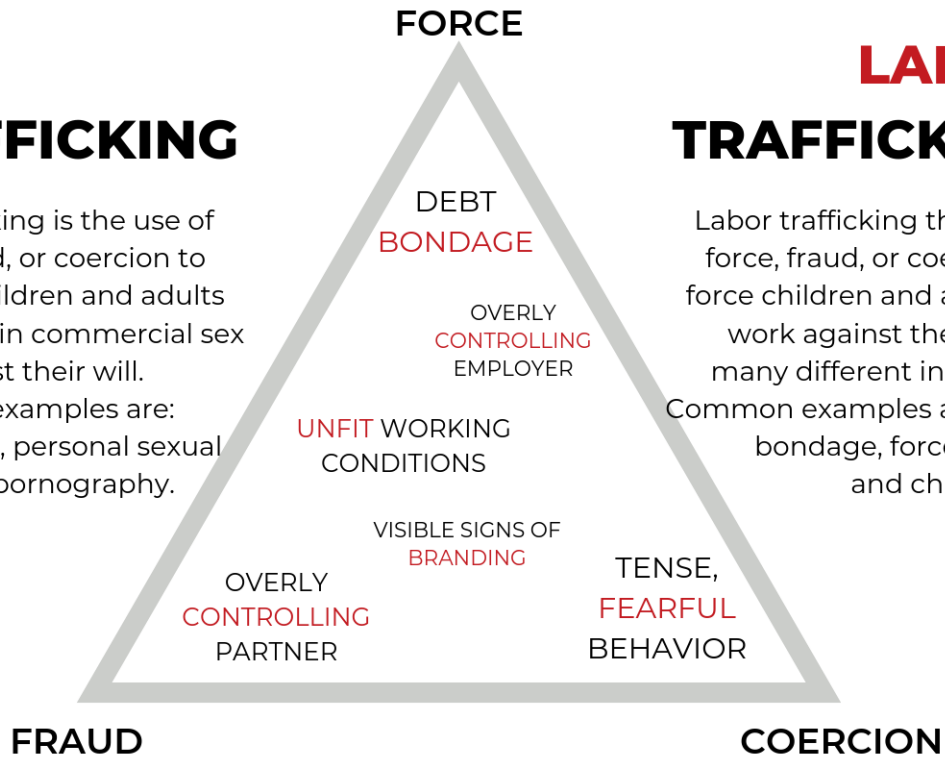 FORCE
FFICKING
ing is the use of
, or coercion to
ildren and adults
in commercial sex
t their will.
examples are:
, personal sexual
pornography.
DEBT
BONDAGE
OVERLY
CONTROLLING
EMPLOYER
UNFIT WORKING
CONDITIONS
VISIBLE SIGNS OF
BRANDING
OVERLY
CONTROLLING
PARTNER
TENSE,
FEARFUL
BEHAVIOR
LA
TRAFFICK
Labor trafficking th
force, fraud, or coe
force children and a
work against the
many different in
Common examples a
bondage, force
and ch
FRAUD
COERCION